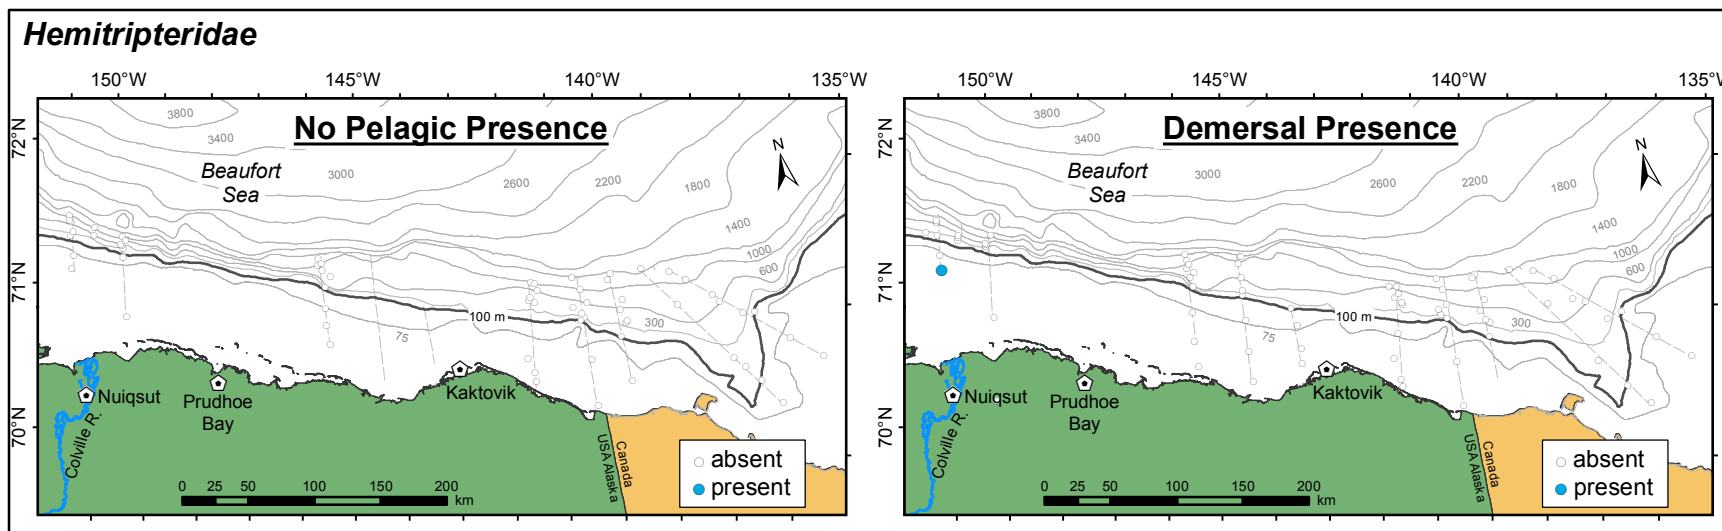 Hemitripteridae
150°W 145°W 140°W 135°W
72°N
71°N
70°N
No Pelagic Presence
Beaufort
Sea
N
3800
3400
3000
2600
2200
1800
1400
1000
600
300
100 m
75
Nuiqsut
Prudhoe
Bay
Kaktovik
Colville R.
USA Alaska
Canada
0 25 50 100 150 200
km
absent
present
150°W 145°W 140°W 135°W
72°N
71°N
70°N
Demersal Presence
Beaufort
Sea
N
3800
3400
3000
2600
2200
1800
1400
1000
600
300
100 m
75
Nuiqsut
Prudhoe
Bay
Kaktovik
Colville R.
USA Alaska
Canada
0 25 50 100 150 200
km
absent
present